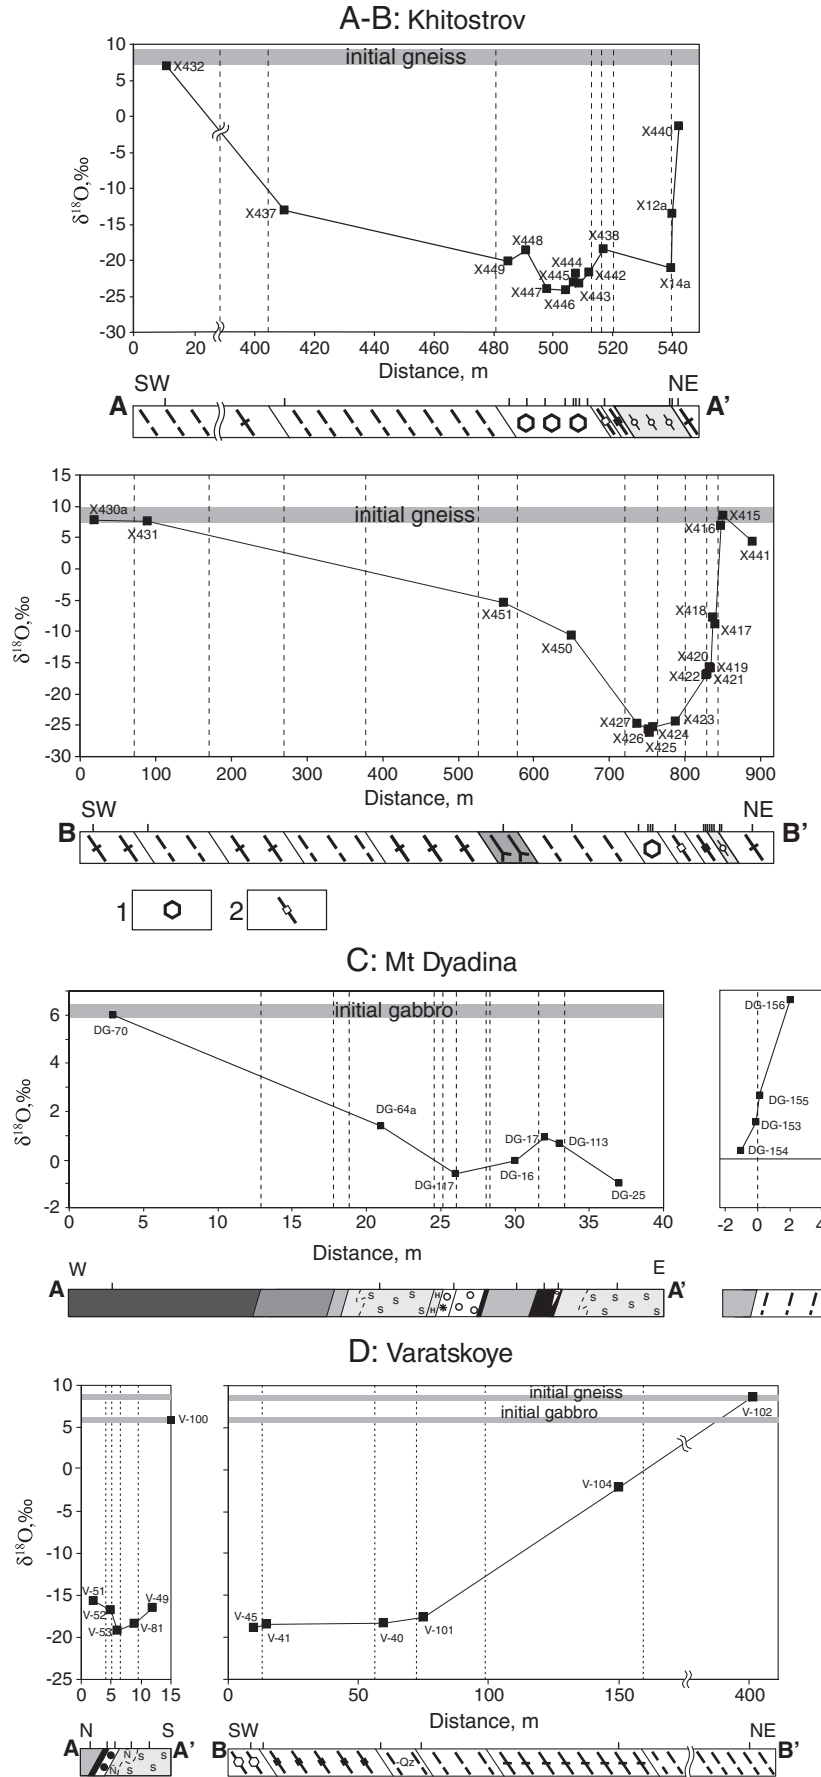 A-B: Khitostrov
10
5
0
-5
-10
-15
-20
-25
-30
δ¹⁸O,‰
initial gneiss
X432
X437
X449
X448
X447
X446
X445
X444
X443
X442
X438
X14a
X12a
X440
0 20 400 420 440 460 480 500 520 540
Distance, m
SW NE
A A'
15
10
5
0
-5
-10
-15
-20
-25
-30
δ¹⁸O,‰
initial gneiss
X430a
X431
X451
X450
X427
X426
X425
X424
X423
X422
X421
X420
X419
X418
X417
X416
X415
X441
0 100 200 300 400 500 600 700 800 900
Distance, m
SW NE
B B'
1 2
C: Mt Dyadina
6
4
2
0
-2
δ¹⁸O,‰
initial gabbro
DG-70
DG-64a
DG-117
DG-16
DG-17
DG-113
DG-25
0 5 10 15 20 25 30 35 40
Distance, m
DG-156
DG-155
DG-153
DG-154
-2 0 2 4
W E
A A'
S S S S S H H S S S S S
D: Varatskoye
10
5
0
-5
-10
-15
-20
-25
δ¹⁸O,‰
V-100
V-51
V-52
V-53
V-81
V-49
0 5 10 15
initial gneiss
initial gabbro
V-45
V-41
V-40
V-101
V-104
V-102
0 50 100 150 400
Distance, m
N S
A A'
N N S S S S
SW NE
B B'
Qz